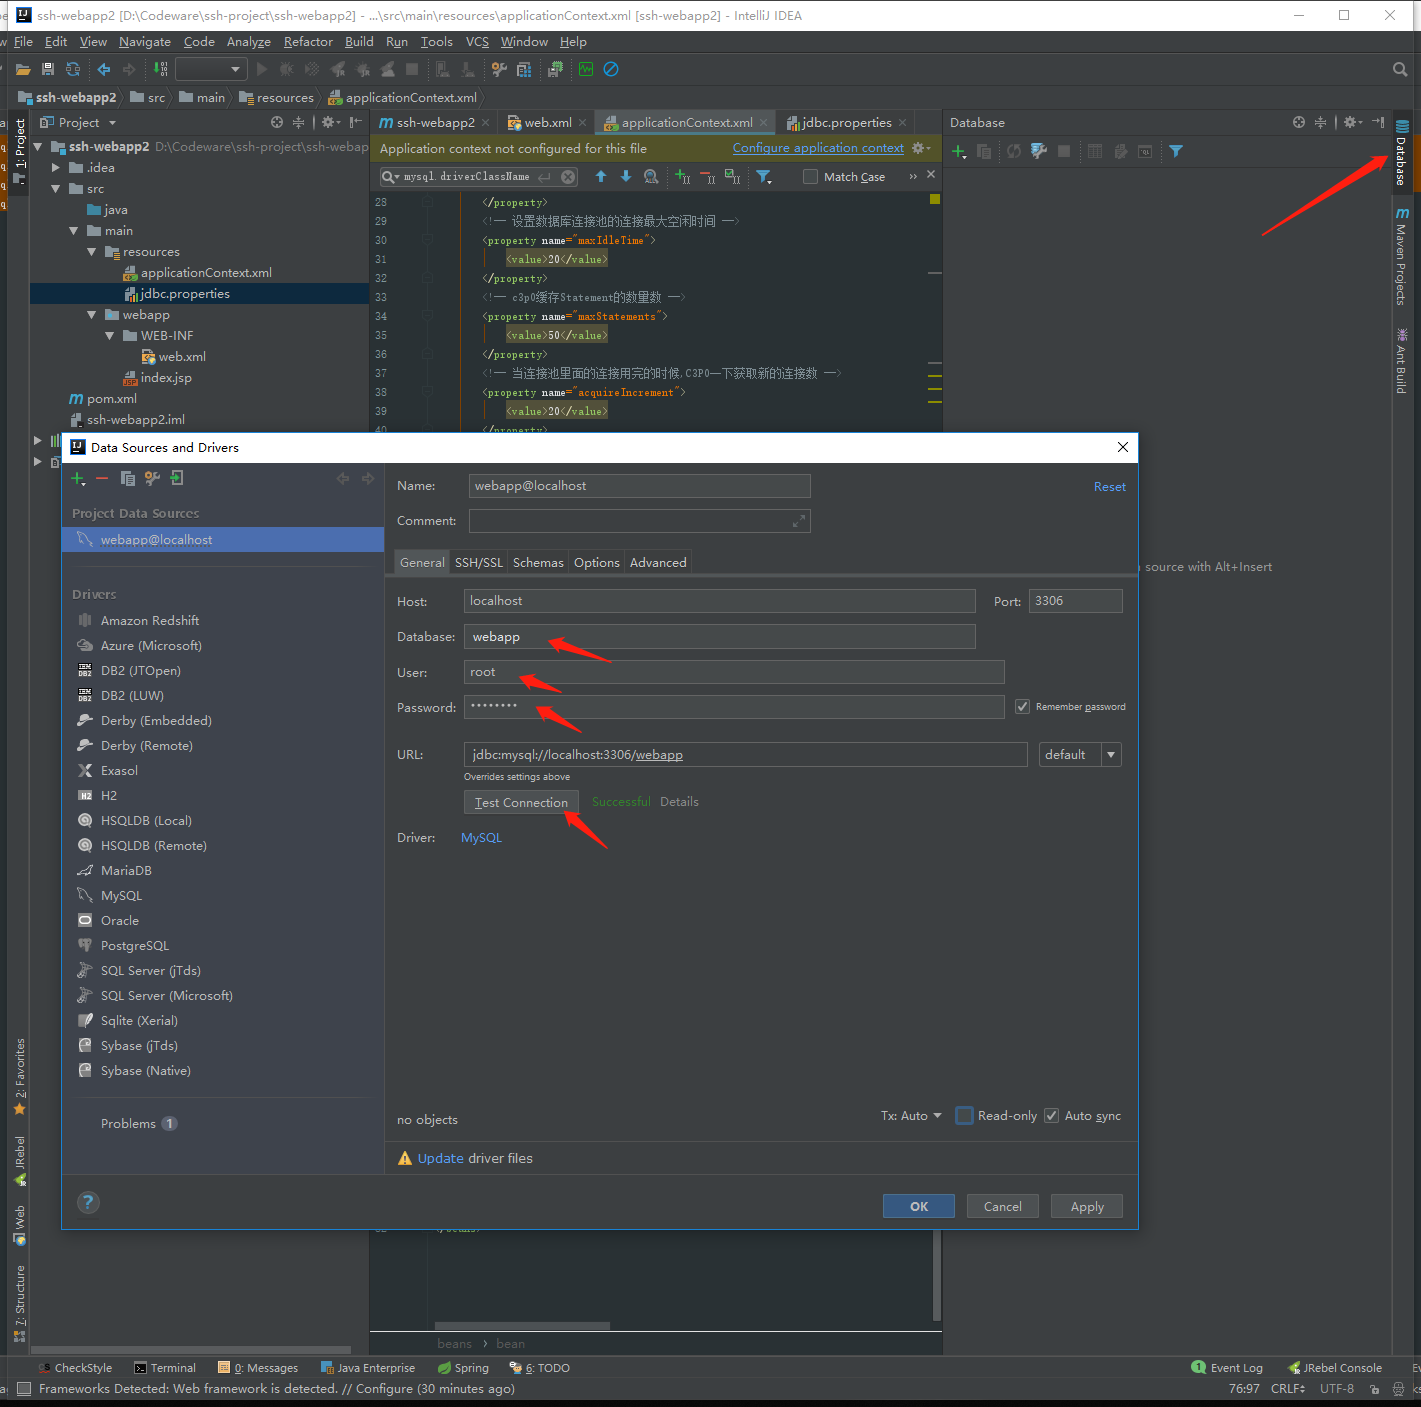 ssh-webapp2 [D:\Codeware\ssh-project\ssh-webapp2] - ...\src\main\resources\applicationContext.xml [ssh-webapp2] - IntelliJ IDEA
File Edit View Navigate Code Analyze Refactor Build Run Tools VCS Window Help
ssh-webapp2 src main resources applicationContext.xml
1: Project
Project
ssh-webapp2 D:\Codeware\ssh-project\ssh-webap
.idea
src
java
main
resources
applicationContext.xml
jdbc.properties
webapp
WEB-INF
web.xml
index.jsp
pom.xml
ssh-webapp2.iml
ssh-webapp2 web.xml applicationContext.xml jdbc.properties
Application context not configured for this file Configure application context
mysql.driverClassName Match Case
28 </property>
29 <!-- 设置数据库连接池的连接最大空闲时间 -->
30 <property name="maxIdleTime">
31 <value>20</value>
32 </property>
33 <!-- c3p0缓存Statement的数量数 -->
34 <property name="maxStatements">
35 <value>50</value>
36 </property>
37 <!-- 当连接池里面的连接用完的时候,C3P0一下获取新的连接数 -->
38 <property name="acquireIncrement">
39 <value>20</value>
40 </property>
Database
Database
Maven Projects
Ant Build
source with Alt+Insert
Data Sources and Drivers
Project Data Sources
webapp@localhost
Drivers
Amazon Redshift
Azure (Microsoft)
DB2 (JTOpen)
DB2 (LUW)
Derby (Embedded)
Derby (Remote)
Exasol
H2
HSQLDB (Local)
HSQLDB (Remote)
MariaDB
MySQL
Oracle
PostgreSQL
SQL Server (jTds)
SQL Server (Microsoft)
Sqlite (Xerial)
Sybase (jTds)
Sybase (Native)
Problems 1
Name: webapp@localhost Reset
Comment:
General SSH/SSL Schemas Options Advanced
Host: localhost Port: 3306
Database: webapp
User: root
Password: •••••••• Remember password
URL: jdbc:mysql://localhost:3306/webapp default
Overrides settings above
Test Connection Successful Details
Driver: MySQL
no objects Tx: Auto Read-only Auto sync
Update driver files
? OK Cancel Apply
2: Favorites
JRebel
Web
7: Structure
beans › bean
CheckStyle Terminal 0: Messages Java Enterprise Spring 6: TODO 1 Event Log JRebel Console
Frameworks Detected: Web framework is detected. // Configure (30 minutes ago) 76:97 CRLF UTF-8